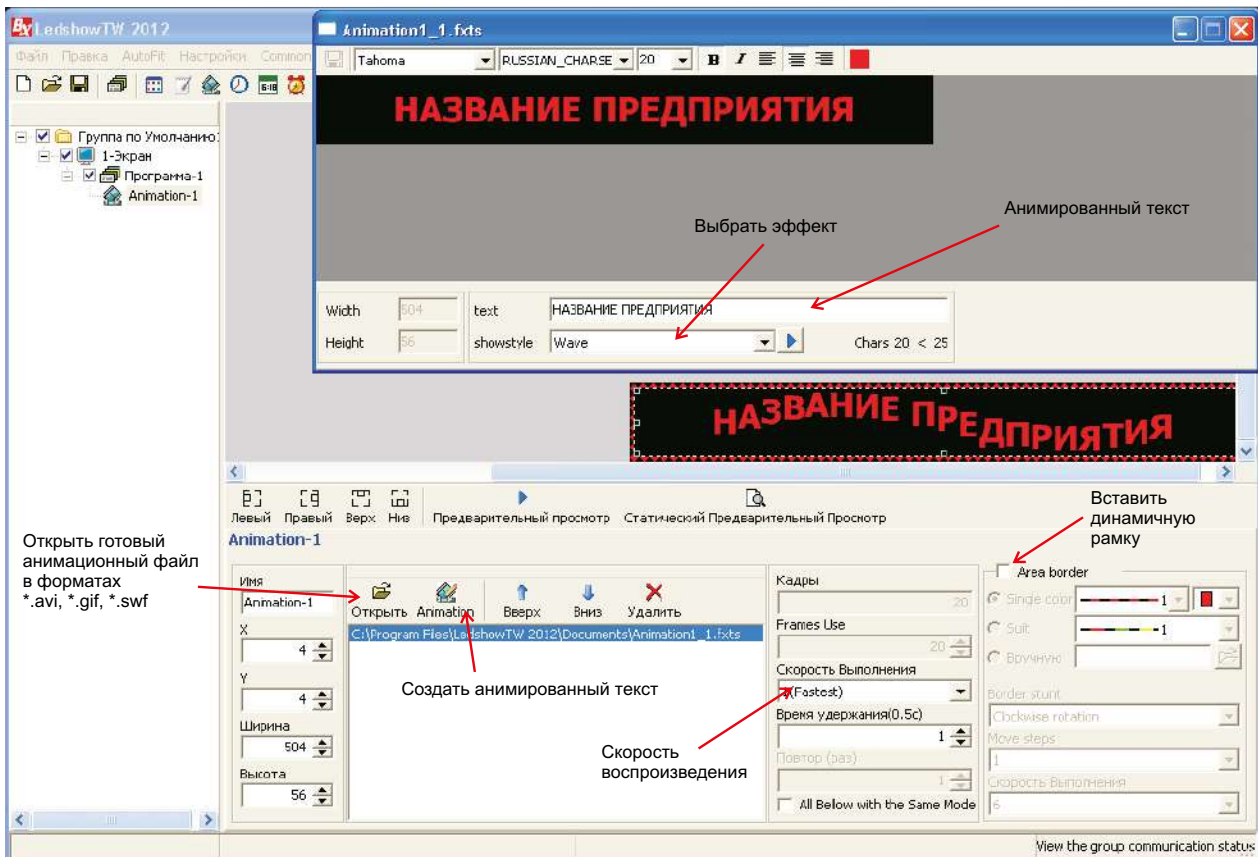 LedshowTW 2012
Файл Правка AutoFit Настройки Common
Группа по Умолчанию
1-Экран
Программа-1
Animation-1
Animation1_1.fxts
Tahoma RUSSIAN_CHARSE 20 B I
НАЗВАНИЕ ПРЕДПРИЯТИЯ
Выбрать эффект
Анимированный текст
Width 504 text НАЗВАНИЕ ПРЕДПРИЯТИЯ
Height 56 showstyle Wave Chars 20 < 25
НАЗВАНИЕ ПРЕДПРИЯТИЯ
Левый Правый Верх Низ Предварительный просмотр Статический Предварительный Просмотр
Вставить
динамичную
рамку
Animation-1
Открыть готовый
анимационный файл
в форматах
*.avi, *.gif, *.swf
Имя
Animation-1
X
4
Y
4
Ширина
504
Высота
56
Открыть Animation Вверх Вниз Удалить
C:\Program Files\LedshowTW 2012\Documents\Animation1_1.fxts
Создать анимированный текст
Скорость
воспроизведения
Кадры
20
Frames Use
20
Скорость Выполнения
(Fastest)
Время удержания(0.5с)
1
Повтор (раз)
1
All Below with the Same Mode
Area border
Single color 1
Suit 1
Вручную
Border stunt
Clockwise rotation
Move steps
1
Скорость Выполнения
6
View the group communication status